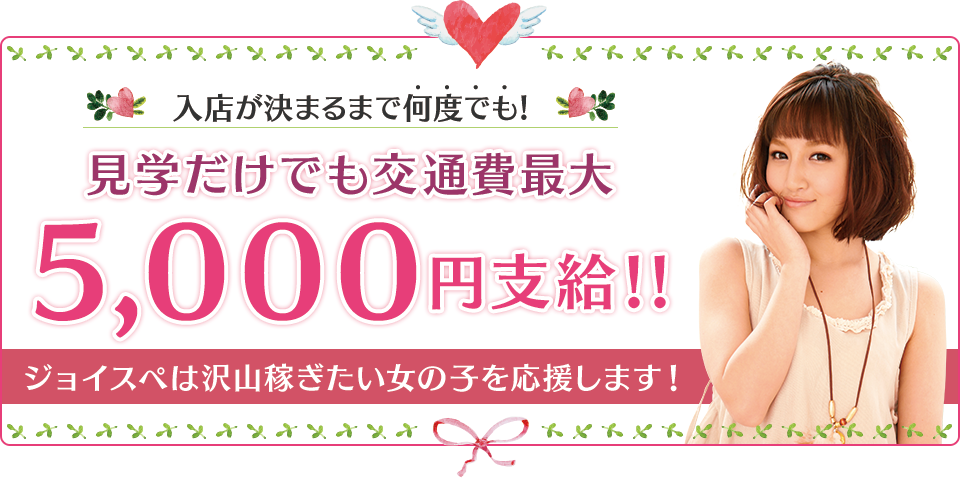 入店が決まるまで何度でも!
見学だけでも交通費最大
5,000円支給!!
ジョイスペは沢山稼ぎたい女の子を応援します!